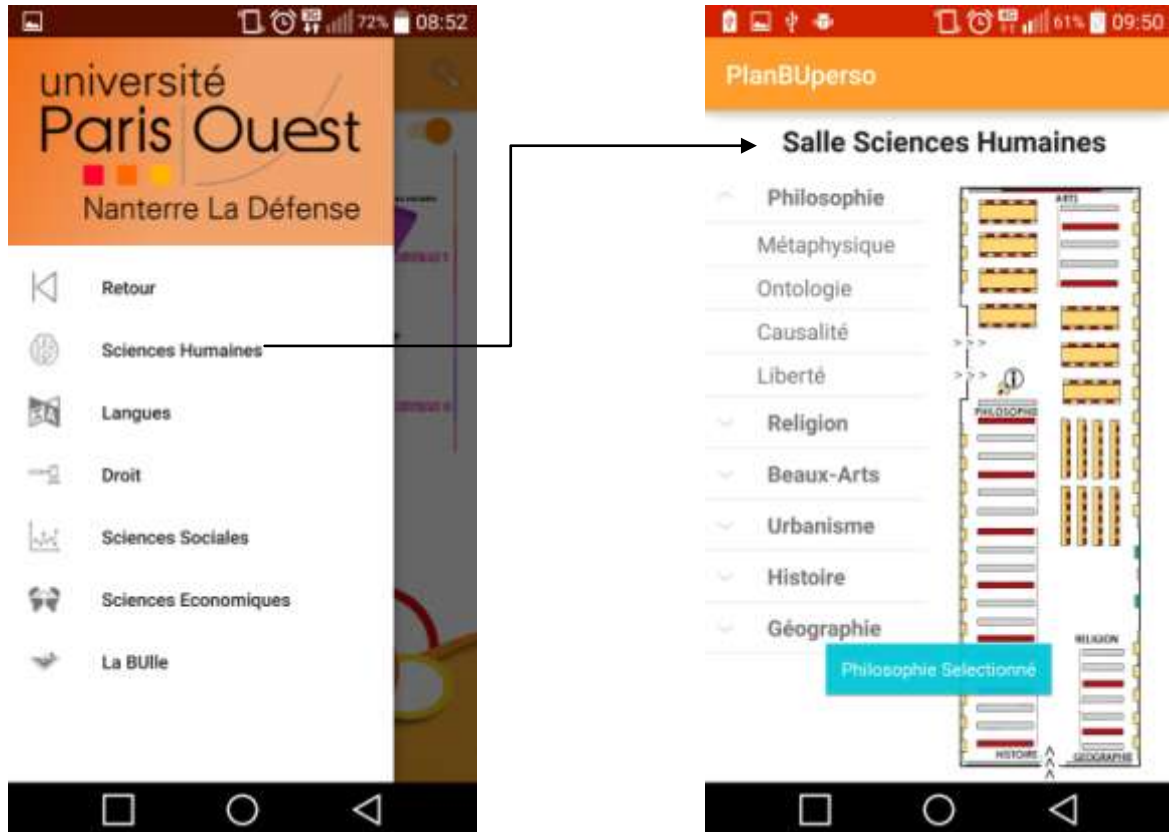 72% 08:52
université
Paris Ouest
Nanterre La Défense
Retour
Sciences Humaines
Langues
Droit
Sciences Sociales
Sciences Economiques
La BUlle
61% 09:50
PlanBUperso
Salle Sciences Humaines
Philosophie
Métaphysique
Ontologie
Causalité
Liberté
Religion
Beaux-Arts
Urbanisme
Histoire
Géographie
Philosophie Selectionné
ARTS
PHILOSOPHIE
RELIGION
HISTOIRE
GEOGRAPHIE